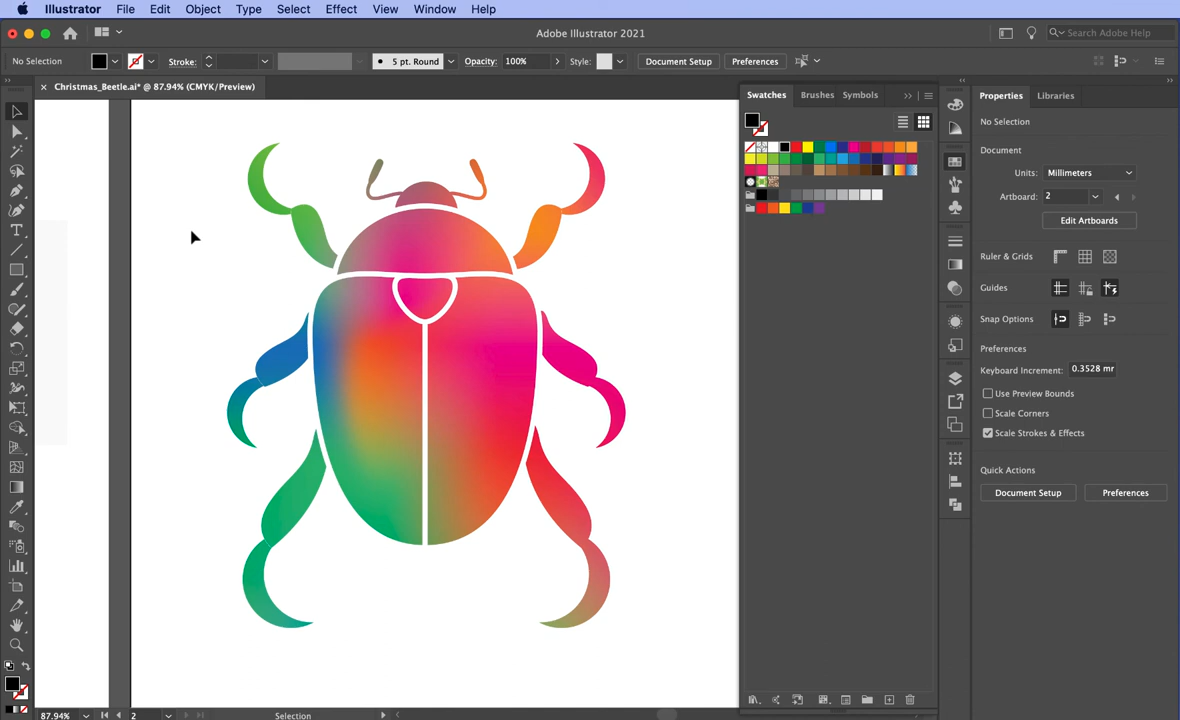 Illustrator File Edit Object Type Select Effect View Window Help
Adobe Illustrator 2021
Search Adobe Help
No Selection Stroke: 5 pt. Round Opacity: 100% Style: Document Setup Preferences
Christmas_Beetle.ai* @ 87.94% (CMYK/Preview)
Swatches Brushes Symbols
Properties Libraries
No Selection
Document
Units: Millimeters
Artboard: 2
Edit Artboards
Ruler & Grids
Guides
Snap Options
Preferences
Keyboard Increment: 0.3528 mr
Use Preview Bounds
Scale Corners
Scale Strokes & Effects
Quick Actions
Document Setup Preferences
87.94% 2 Selection